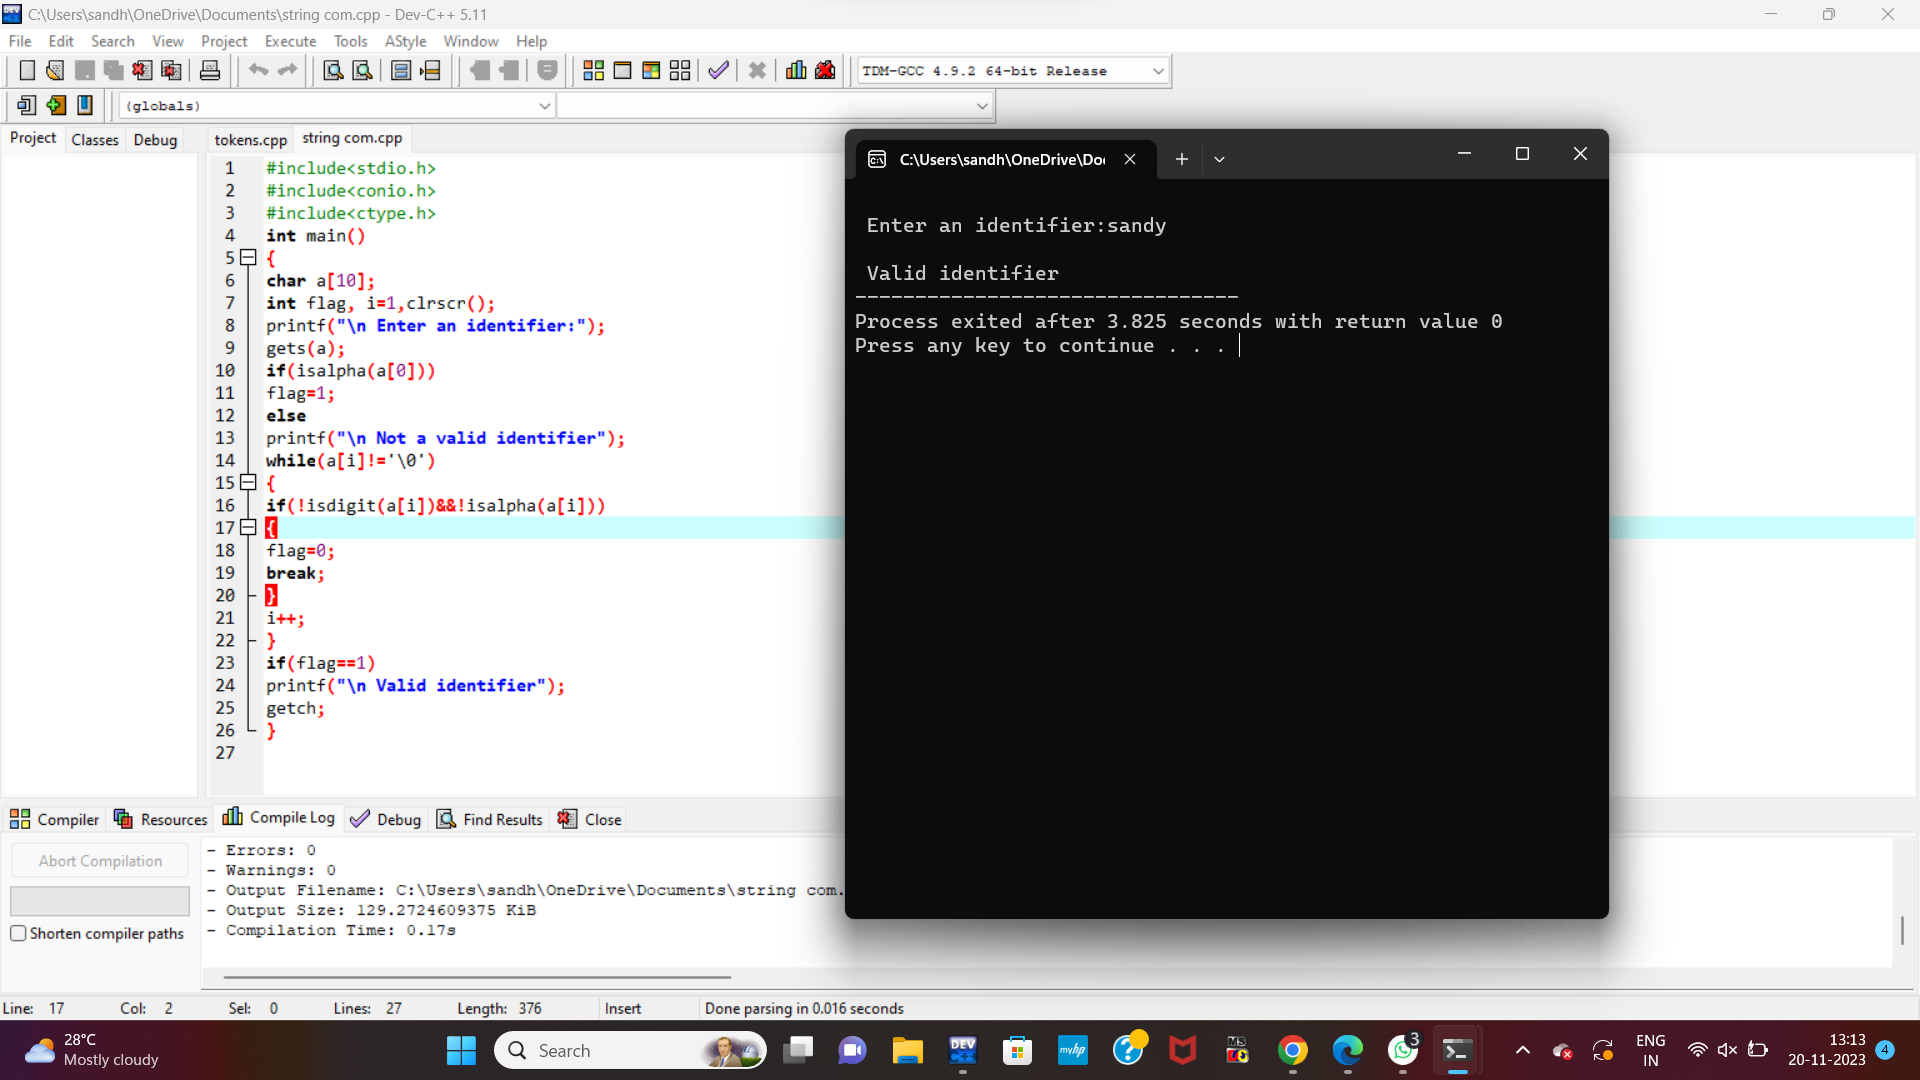 C:\Users\sandh\OneDrive\Documents\string com.cpp - Dev-C++ 5.11
File Edit Search View Project Execute Tools AStyle Window Help
TDM-GCC 4.9.2 64-bit Release
(globals)
Project Classes Debug
tokens.cpp string com.cpp
1 #include<stdio.h>
2 #include<conio.h>
3 #include<ctype.h>
4 int main()
5 {
6 char a[10];
7 int flag, i=1,clrscr();
8 printf("\n Enter an identifier:");
9 gets(a);
10 if(isalpha(a[0]))
11 flag=1;
12 else
13 printf("\n Not a valid identifier");
14 while(a[i]!='\0')
15 {
16 if(!isdigit(a[i])&&!isalpha(a[i]))
17 {
18 flag=0;
19 break;
20 }
21 i++;
22 }
23 if(flag==1)
24 printf("\n Valid identifier");
25 getch;
26 }
27
C:\Users\sandh\OneDrive\Do
Enter an identifier:sandy
Valid identifier
--------------------------------
Process exited after 3.825 seconds with return value 0
Press any key to continue . . .
Compiler Resources Compile Log Debug Find Results Close
Abort Compilation
Shorten compiler paths
- Errors: 0
- Warnings: 0
- Output Filename: C:\Users\sandh\OneDrive\Documents\string com.
- Output Size: 129.2724609375 KiB
- Compilation Time: 0.17s
Line: 17 Col: 2 Sel: 0 Lines: 27 Length: 376 Insert Done parsing in 0.016 seconds
28°C
Mostly cloudy
Search
DEV
C++
myhp
?
MS
3
ENG
IN
13:13
20-11-2023
4